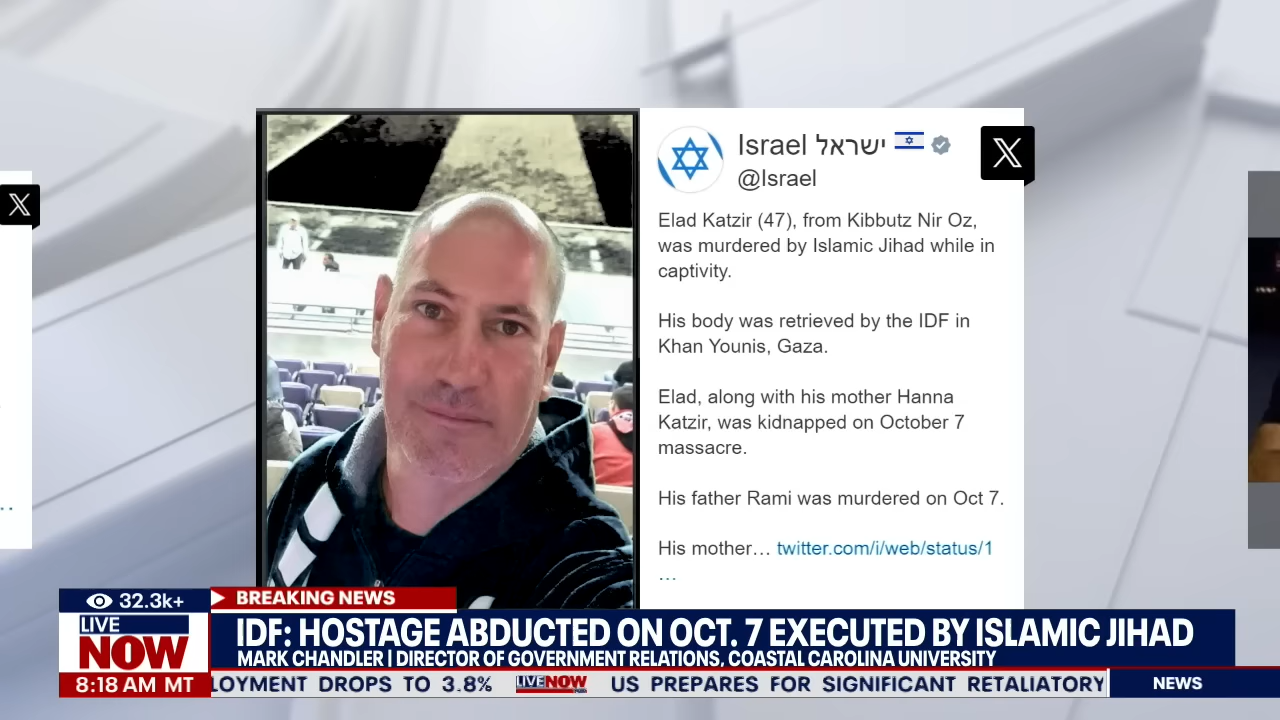 Israel ישראל
@Israel
Elad Katzir (47), from Kibbutz Nir Oz,
was murdered by Islamic Jihad while in
captivity.
His body was retrieved by the IDF in
Khan Younis, Gaza.
Elad, along with his mother Hanna
Katzir, was kidnapped on October 7
massacre.
His father Rami was murdered on Oct 7.
His mother… twitter.com/i/web/status/1
…
32.3k+
BREAKING NEWS
LIVE
NOW
IDF: HOSTAGE ABDUCTED ON OCT. 7 EXECUTED BY ISLAMIC JIHAD
MARK CHANDLER | DIRECTOR OF GOVERNMENT RELATIONS, COASTAL CAROLINA UNIVERSITY
8:18 AM MT
LOYMENT DROPS TO 3.8% LIVENOW US PREPARES FOR SIGNIFICANT RETALIATORY
NEWS